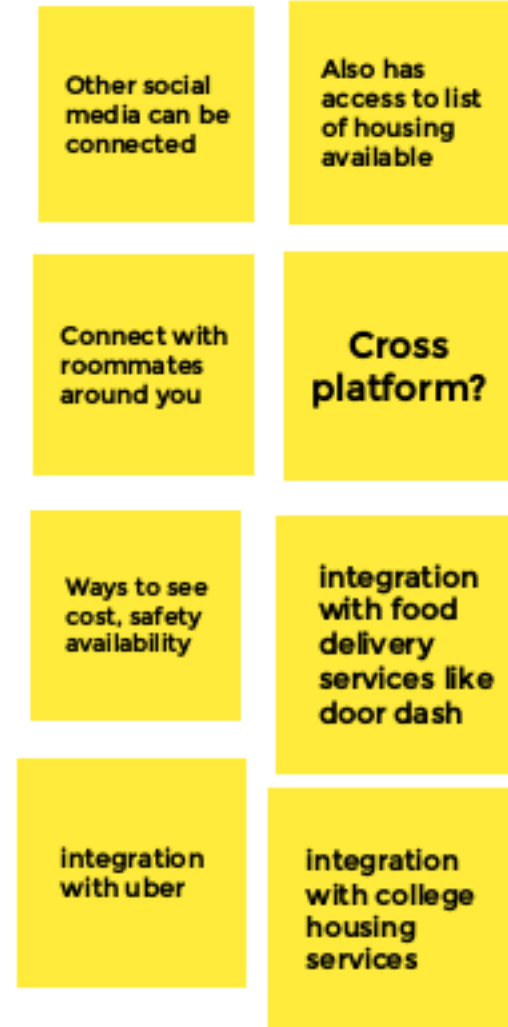 Other social
media can be
connected
Also has
access to list
of housing
available
Connect with
roommates
around you
Cross
platform?
Ways to see
cost, safety
availability
integration
with food
delivery
services like
door dash
integration
with uber
integration
with college
housing
services